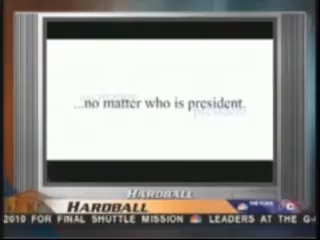 ...no matter who is president.
HARDBALL
HARDBALL
2010 FOR FINAL SHUTTLE MISSION LEADERS AT THE G-